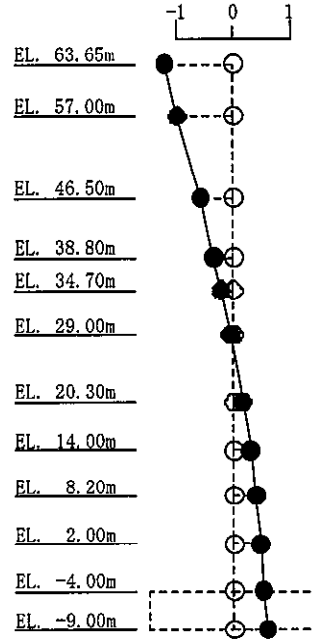 -1 0 1
EL. 63.65m
EL. 57.00m
EL. 46.50m
EL. 38.80m
EL. 34.70m
EL. 29.00m
EL. 20.30m
EL. 14.00m
EL. 8.20m
EL. 2.00m
EL. -4.00m
EL. -9.00m